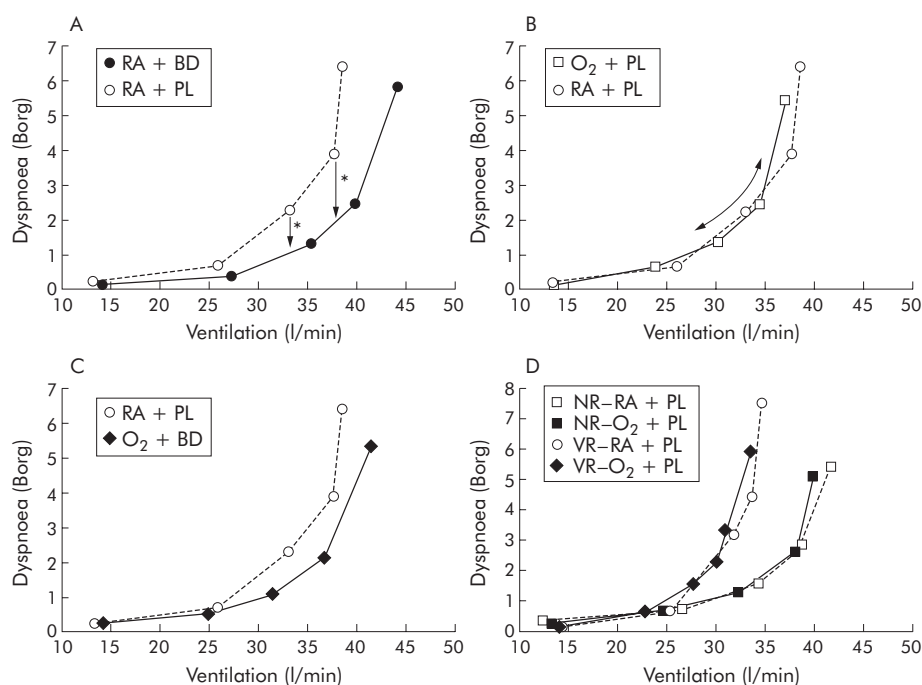 A
7
6
5
4
3
2
1
0
Dyspnoea (Borg)
RA + BD
RA + PL
*
*
10 15 20 25 30 35 40 45 50
Ventilation (l/min)
B
7
6
5
4
3
2
1
0
Dyspnoea (Borg)
O₂ + PL
RA + PL
10 15 20 25 30 35 40 45 50
Ventilation (l/min)
C
7
6
5
4
3
2
1
0
Dyspnoea (Borg)
RA + PL
O₂ + BD
10 15 20 25 30 35 40 45 50
Ventilation (l/min)
D
8
7
6
5
4
3
2
1
0
Dyspnoea (Borg)
NR–RA + PL
NR–O₂ + PL
VR–RA + PL
VR–O₂ + PL
10 15 20 25 30 35 40 45 50
Ventilation (l/min)